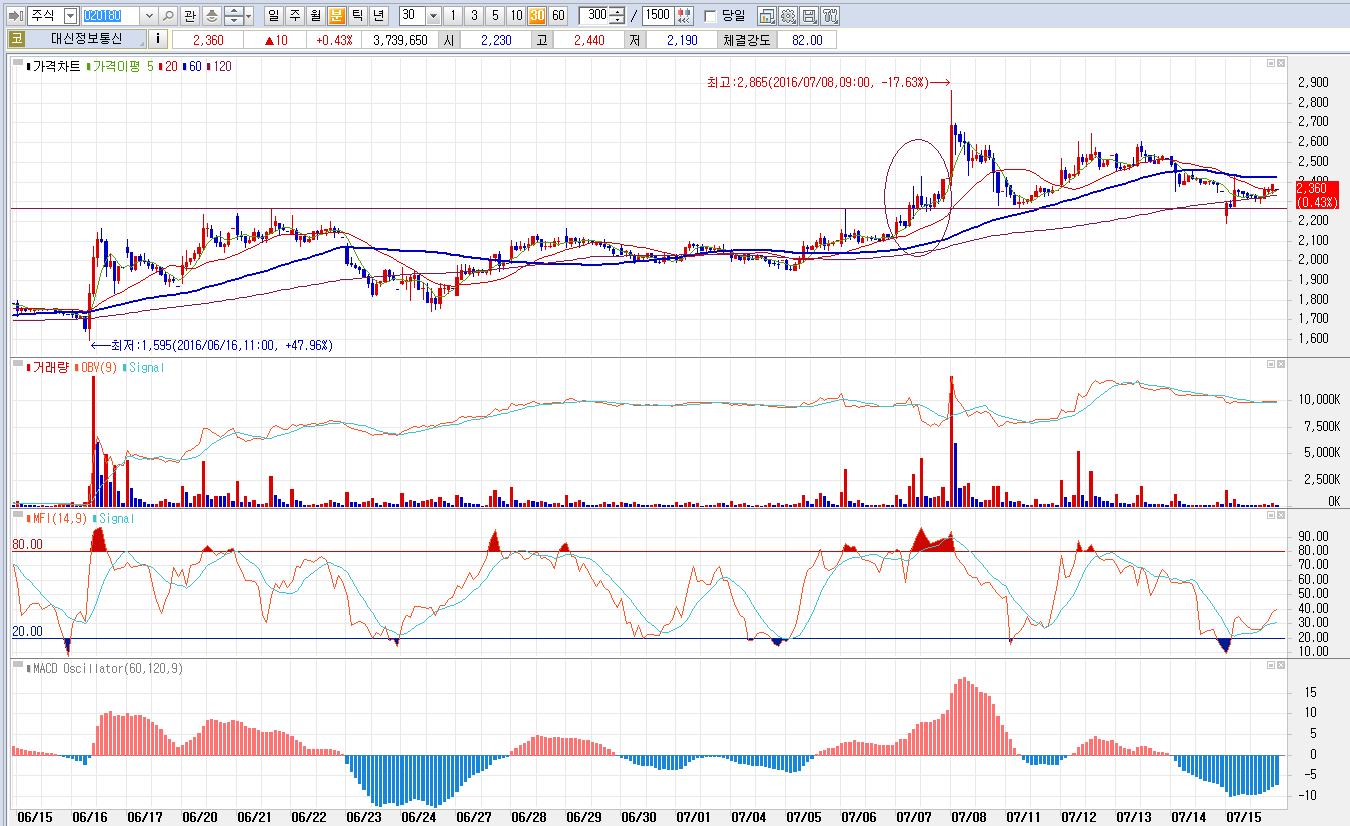 주식 020180 관 일 주 월 분 틱 년 30 1 3 5 10 30 60 300 / 1500 당일
코 대신정보통신 i 2,360 ▲10 +0.43% 3,739,650 시 2,230 고 2,440 저 2,190 체결강도 82.00
가격차트 가격이평 5 20 60 120
최고:2,865(2016/07/08,09:00, -17.63%)
2,900
2,800
2,700
2,600
2,500
2,400
2,360
(0.43%)
2,200
2,100
2,000
1,900
1,800
1,700
1,600
최저:1,595(2016/06/16,11:00, +47.96%)
거래량 OBV(9) Signal
10,000K
7,500K
5,000K
2,500K
0K
MFI(14,9) Signal
80.00
20.00
90.00
80.00
70.00
60.00
50.00
40.00
30.00
20.00
10.00
MACD Oscillator(60,120,9)
15
10
5
0
-5
-10
06/15 06/16 06/17 06/20 06/21 06/22 06/23 06/24 06/27 06/28 06/29 06/30 07/01 07/04 07/05 07/06 07/07 07/08 07/11 07/12 07/13 07/14 07/15